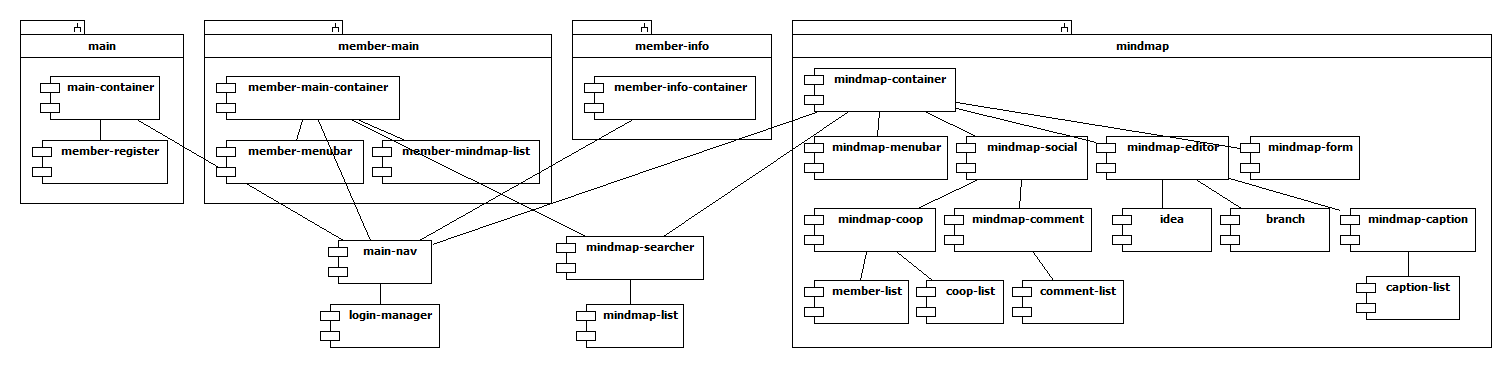 main
member-main
member-info
mindmap
main-container
member-main-container
member-info-container
mindmap-container
member-register
member-menubar
member-mindmap-list
mindmap-menubar
mindmap-social
mindmap-editor
mindmap-form
mindmap-coop
mindmap-comment
idea
branch
mindmap-caption
main-nav
mindmap-searcher
member-list
coop-list
comment-list
caption-list
login-manager
mindmap-list